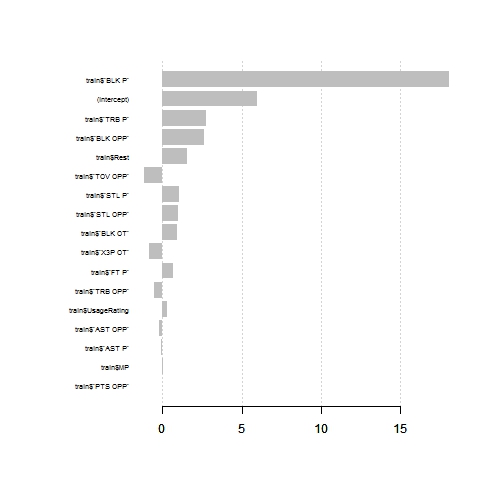 train$`BLK P`
(Intercept)
train$`TRB P`
train$`BLK OPP`
train$Rest
train$`TOV OPP`
train$`STL P`
train$`STL OPP`
train$`BLK OT`
train$`X3P OT`
train$`FT P`
train$`TRB OPP`
train$UsageRating
train$`AST OPP`
train$`AST P`
train$MP
train$`PTS OPP`
0 5 10 15